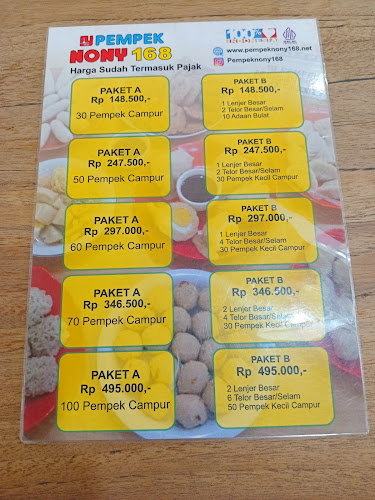 PEMPEK
NONY 168
Harga Sudah Termasuk Pajak
100%
www.pempeknony168.net
Pempeknony168
PAKET A
Rp 148.500,-
30 Pempek Campur
PAKET B
Rp 148.500,-
1 Lenjer Besar
2 Telor Besar/Selam
10 Adaan Bulat
PAKET A
Rp 247.500,-
50 Pempek Campur
PAKET B
Rp 247.500,-
1 Lenjer Besar
2 Telor Besar/Selam
30 Pempek Kecil Campur
PAKET A
Rp 297.000,-
60 Pempek Campur
PAKET B
Rp 297.000,-
1 Lenjer Besar
4 Telor Besar/Selam
30 Pempek Kecil Campur
PAKET A
Rp 346.500,-
70 Pempek Campur
PAKET B
Rp 346.500,-
2 Lenjer Besar
4 Telor Besar/Selam
30 Pempek Kecil Campur
PAKET A
Rp 495.000,-
100 Pempek Campur
PAKET B
Rp 495.000,-
2 Lenjer Besar
6 Telor Besar/Selam
50 Pempek Kecil Campur